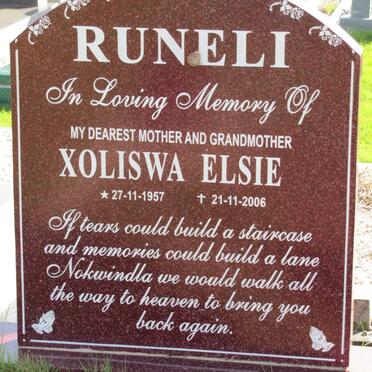 RUNELI
In Loving Memory Of
MY DEAREST MOTHER AND GRANDMOTHER
XOLISWA ELSIE
★ 27-11-1957 † 21-11-2006
If tears could build a staircase
and memories could build a lane
Nokwindla we would walk all
the way to heaven to bring you
back again.